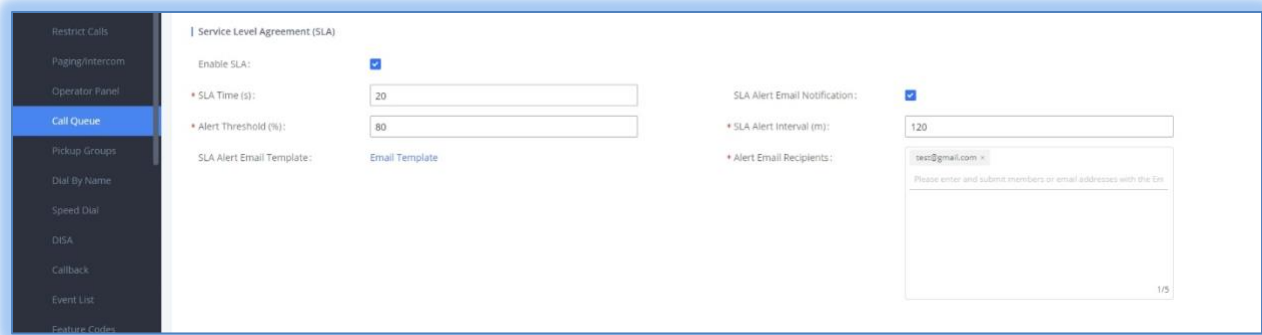 Restrict Calls
Paging/Intercom
Operator Panel
Call Queue
Pickup Groups
Dial By Name
Speed Dial
DISA
Callback
Event List
Feature Codes
Service Level Agreement (SLA)
Enable SLA:
* SLA Time (s): 20
SLA Alert Email Notification:
* Alert Threshold (%): 80
* SLA Alert Interval (m): 120
SLA Alert Email Template: Email Template
* Alert Email Recipients: test@gmail.com ×
Please enter and submit members or email addresses with the En
1/5